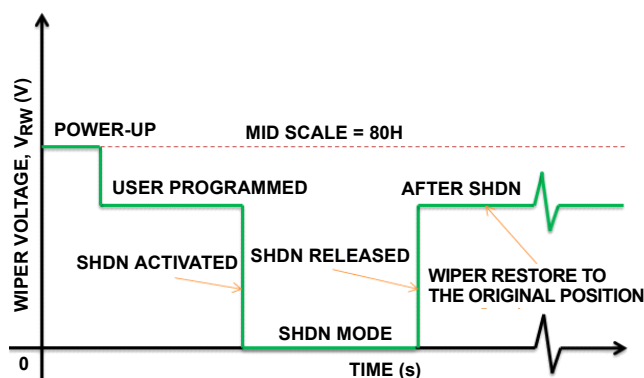 WIPER VOLTAGE, VRW (V)
POWER-UP
MID SCALE = 80H
USER PROGRAMMED
AFTER SHDN
SHDN ACTIVATED
SHDN RELEASED
WIPER RESTORE TO
THE ORIGINAL POSITION
SHDN MODE
0
TIME (s)